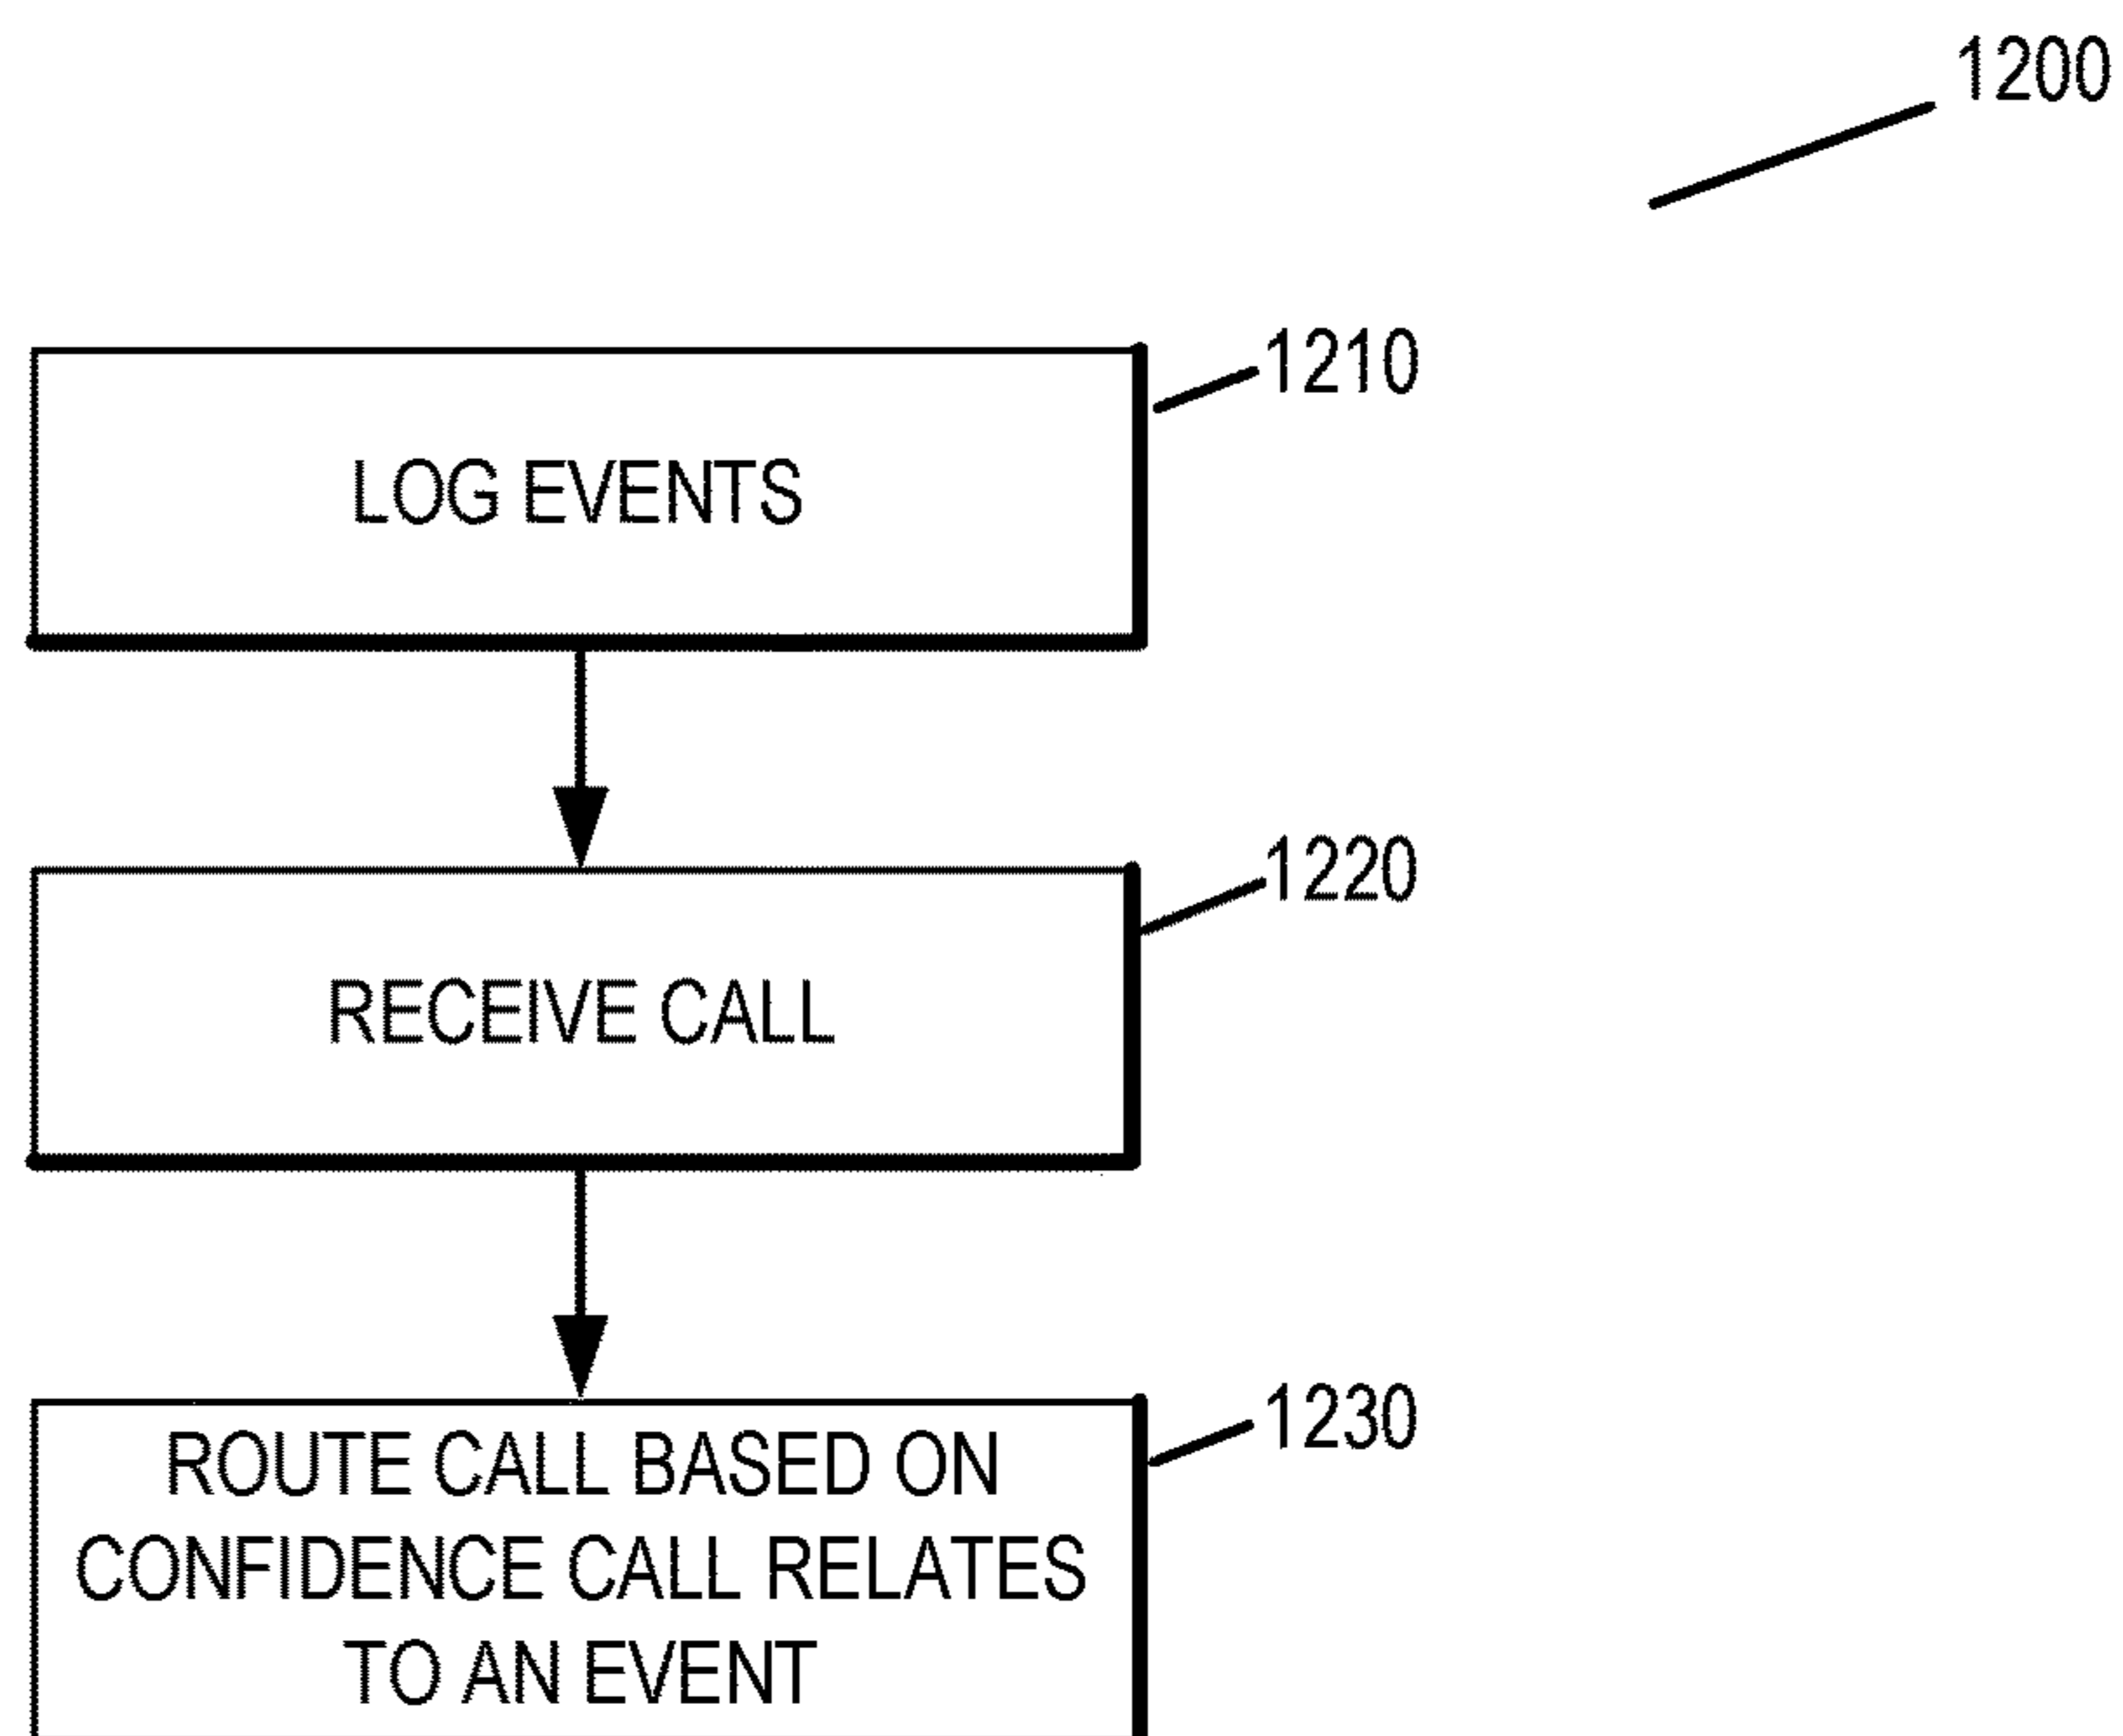 1200
1210
LOG EVENTS
1220
RECEIVE CALL
1230
ROUTE CALL BASED ON
CONFIDENCE CALL RELATES
TO AN EVENT